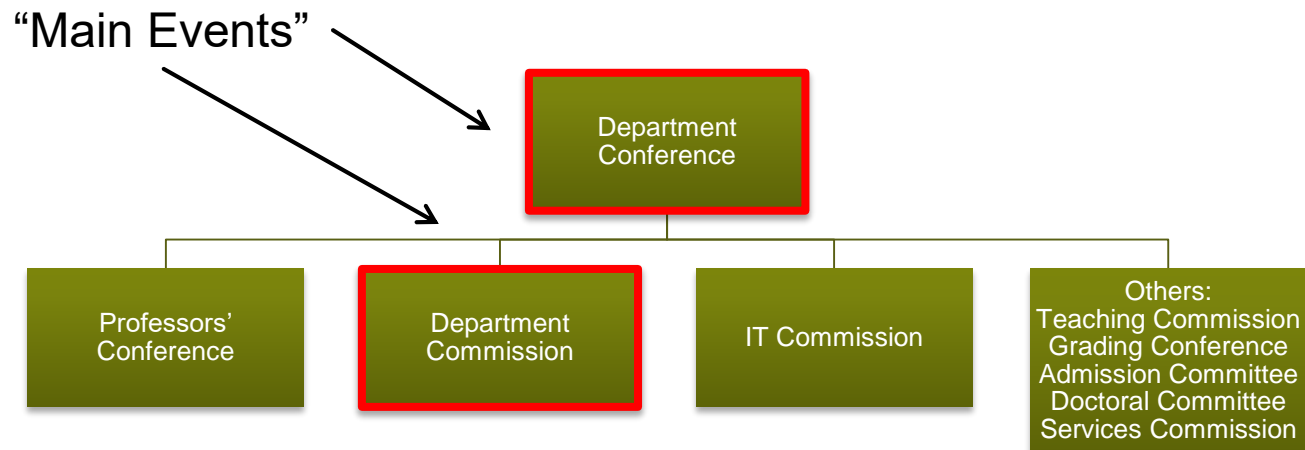 “Main Events”
Department
Conference
Professors’
Conference
Department
Commission
IT Commission
Others:
Teaching Commission
Grading Conference
Admission Committee
Doctoral Committee
Services Commission